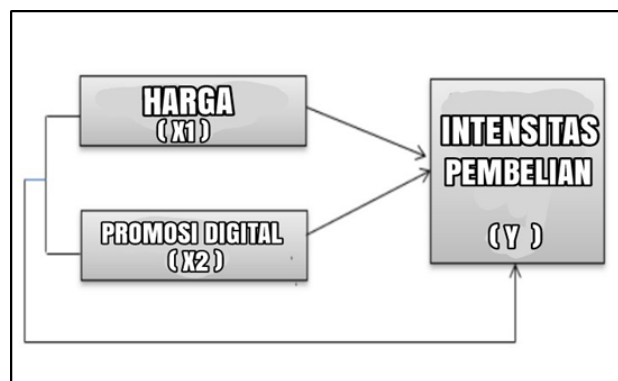 HARGA
( X1 )
PROMOSI DIGITAL
( X2 )
INTENSITAS
PEMBELIAN
( Y )